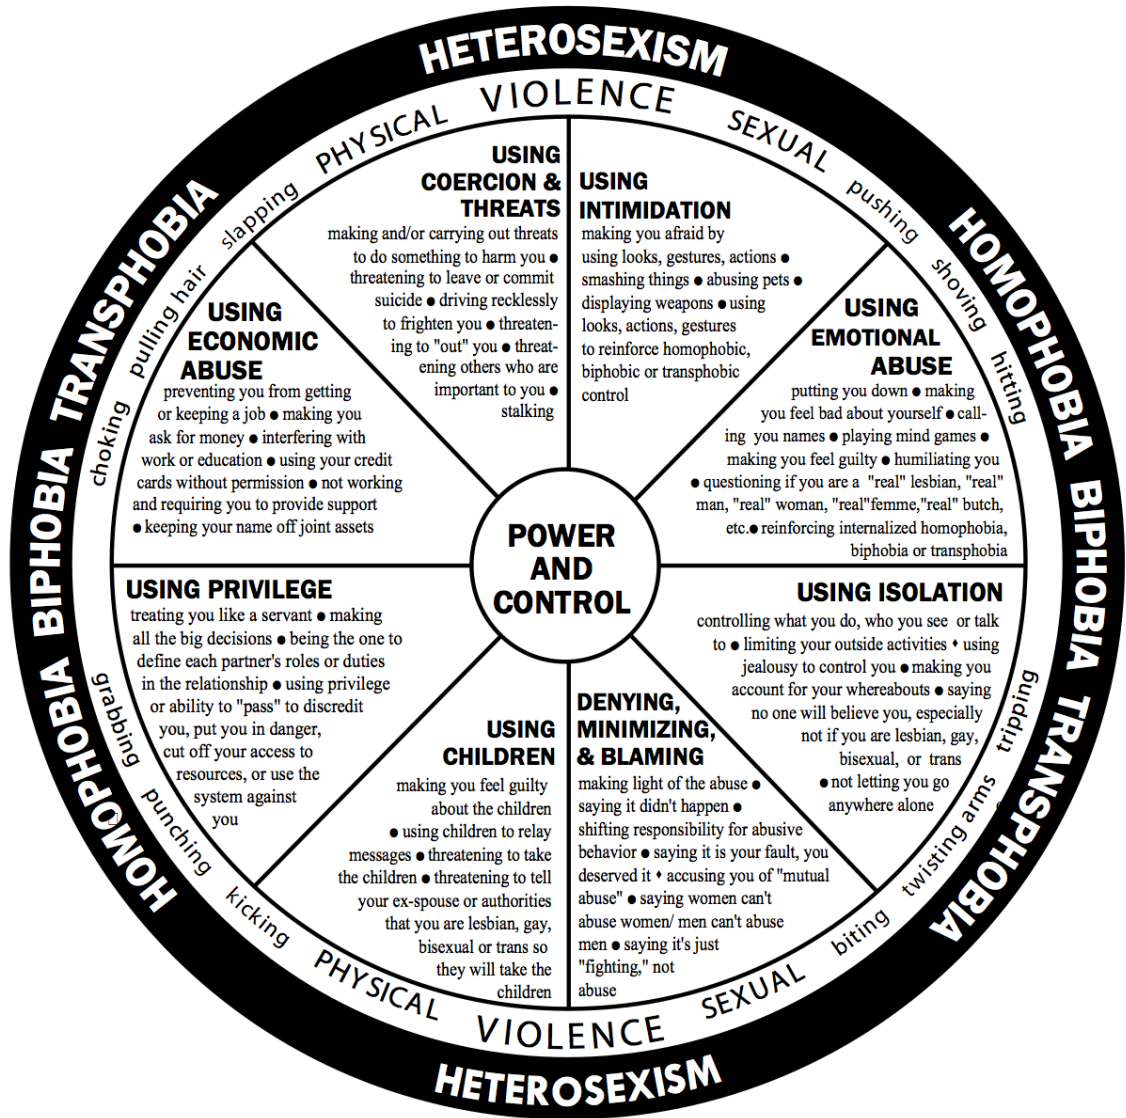 HETEROSEXISM
HOMOPHOBIA
BIPHOBIA
TRANSPHOBIA
HETEROSEXISM
HOMOPHOBIA
BIPHOBIA
TRANSPHOBIA
PHYSICAL VIOLENCE SEXUAL
pushing
shoving
hitting
tripping
twisting arms
biting
PHYSICAL VIOLENCE SEXUAL
kicking
punching
grabbing
choking
pulling hair
slapping
USING
COERCION &
THREATS
making and/or carrying out threats
to do something to harm you ●
threatening to leave or commit
suicide ● driving recklessly
to frighten you ● threaten-
ing to "out" you ● threat-
ening others who are
important to you ●
stalking
USING
INTIMIDATION
making you afraid by
using looks, gestures, actions ●
smashing things ● abusing pets ●
displaying weapons ● using
looks, actions, gestures
to reinforce homophobic,
biphobic or transphobic
control
USING
EMOTIONAL
ABUSE
putting you down ● making
you feel bad about yourself ● call-
ing you names ● playing mind games ●
making you feel guilty ● humiliating you
● questioning if you are a "real" lesbian, "real"
man, "real" woman, "real"femme,"real" butch,
etc.● reinforcing internalized homophobia,
biphobia or transphobia
USING ISOLATION
controlling what you do, who you see or talk
to ● limiting your outside activities ♦ using
jealousy to control you ● making you
account for your whereabouts ● saying
no one will believe you, especially
not if you are lesbian, gay,
bisexual, or trans
● not letting you go
anywhere alone
DENYING,
MINIMIZING,
& BLAMING
making light of the abuse ●
saying it didn't happen ●
shifting responsibility for abusive
behavior ● saying it is your fault, you
deserved it ♦ accusing you of "mutual
abuse" ● saying women can't
abuse women/ men can't abuse
men ● saying it's just
"fighting," not
abuse
USING
CHILDREN
making you feel guilty
about the children
● using children to relay
messages ● threatening to take
the children ● threatening to tell
your ex-spouse or authorities
that you are lesbian, gay,
bisexual or trans so
they will take the
children
USING PRIVILEGE
treating you like a servant ● making
all the big decisions ● being the one to
define each partner's roles or duties
in the relationship ● using privilege
or ability to "pass" to discredit
you, put you in danger,
cut off your access to
resources, or use the
system against
you
USING
ECONOMIC
ABUSE
preventing you from getting
or keeping a job ● making you
ask for money ● interfering with
work or education ● using your credit
cards without permission ● not working
and requiring you to provide support
● keeping your name off joint assets
POWER
AND
CONTROL